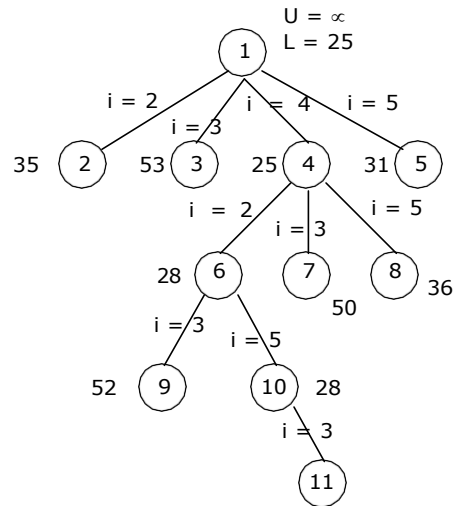 U = ∝
L = 25
1
i = 2
i = 3
i = 4
i = 5
35
2
53
3
25
4
31
5
i = 2
i = 3
i = 5
28
6
7
8
50
36
i = 3
i = 5
52
9
10
28
i = 3
11